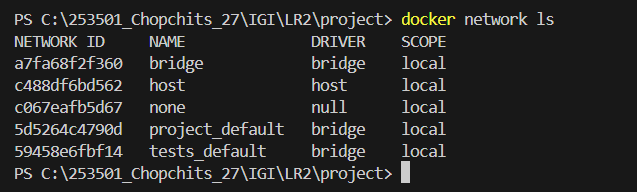 PS C:\253501_Chopchits_27\IGI\LR2\project> docker network ls
NETWORK ID     NAME              DRIVER    SCOPE
a7fa68f2f360   bridge            bridge    local
c488df6bd562   host              host      local
c067eafb5d67   none              null      local
5d5264c4790d   project_default   bridge    local
59458e6fbf14   tests_default     bridge    local
PS C:\253501_Chopchits_27\IGI\LR2\project>